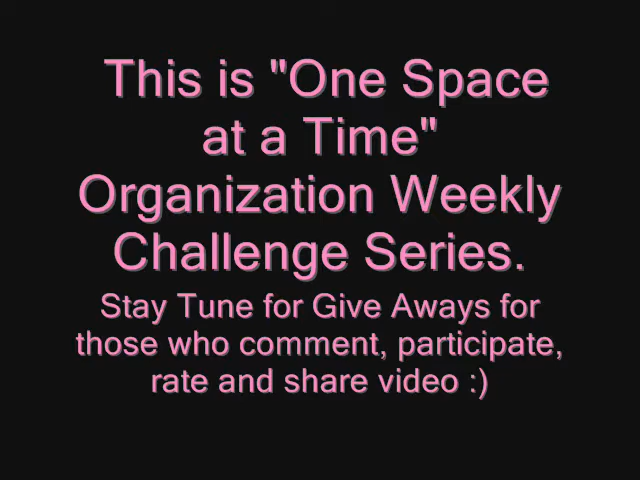 This is "One Space
at a Time"
Organization Weekly
Challenge Series.
Stay Tune for Give Aways for
those who comment, participate,
rate and share video :)